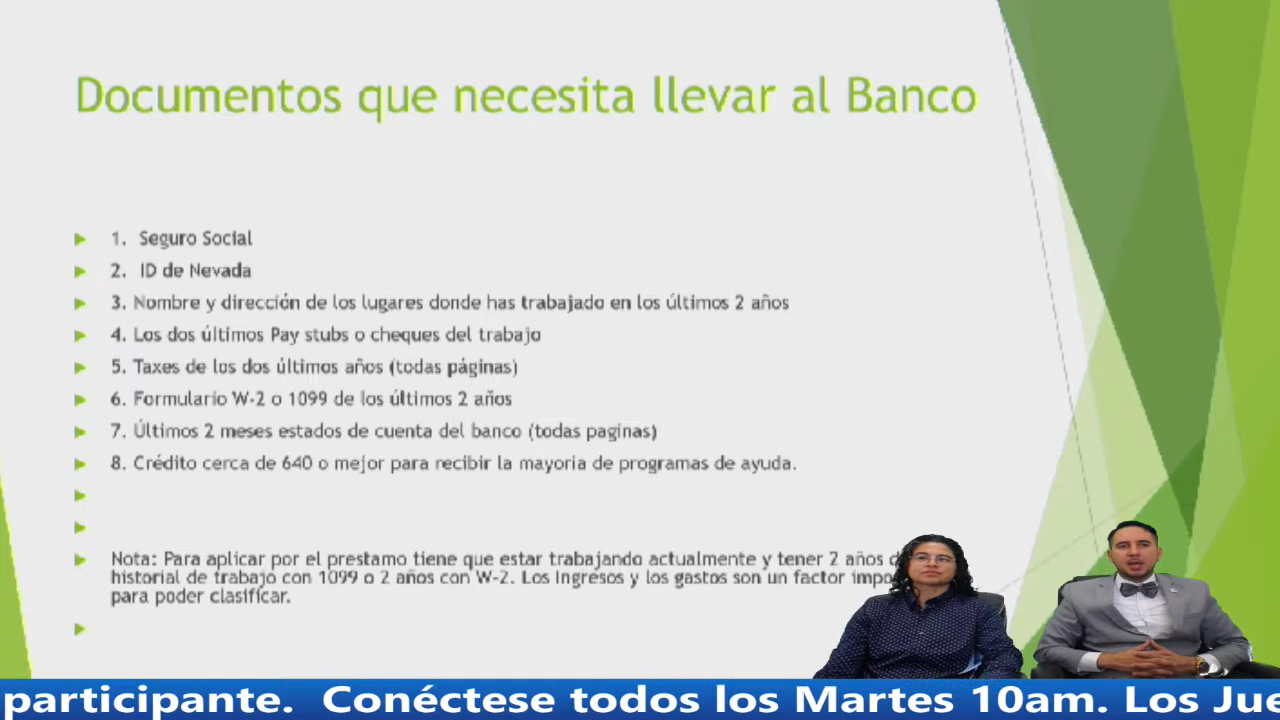 Documentos que necesita llevar al Banco
1. Seguro Social
2. ID de Nevada
3. Nombre y dirección de los lugares donde has trabajado en los últimos 2 años
4. Los dos últimos Pay stubs o cheques del trabajo
5. Taxes de los dos últimos años (todas páginas)
6. Formulario W-2 o 1099 de los últimos 2 años
7. Últimos 2 meses estados de cuenta del banco (todas paginas)
8. Crédito cerca de 640 o mejor para recibir la mayoria de programas de ayuda.
Nota: Para aplicar por el prestamo tiene que estar trabajando actualmente y tener 2 años
historial de trabajo con 1099 o 2 años con W-2. Los Ingresos y los gastos son un factor
para poder clasificar.
participante. Conéctese todos los Martes 10am. Los